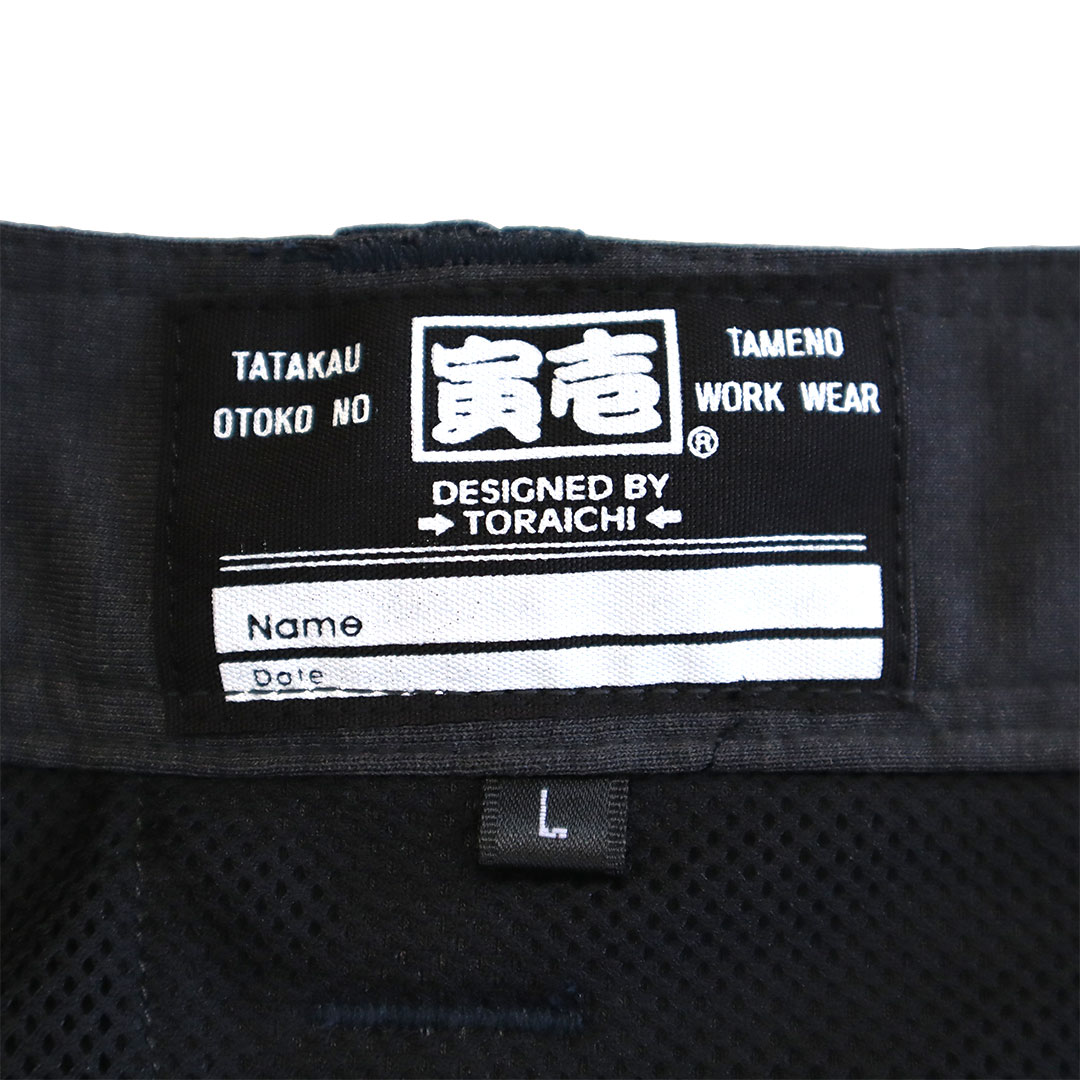 TATAKAU
OTOKO NO
寅壱
®
TAMENO
WORK WEAR
DESIGNED BY
→ TORAICHI ←
Name
Date
L